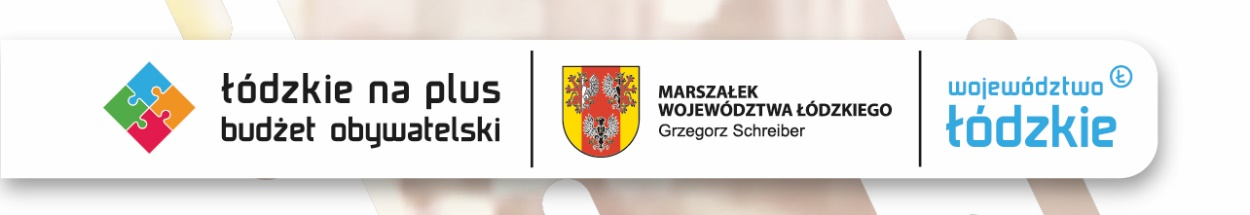 łódzkie na plus
budżet obywatelski
MARSZAŁEK
WOJEWÓDZTWA ŁÓDZKIEGO
Grzegorz Schreiber
województwo Ł
łódzkie